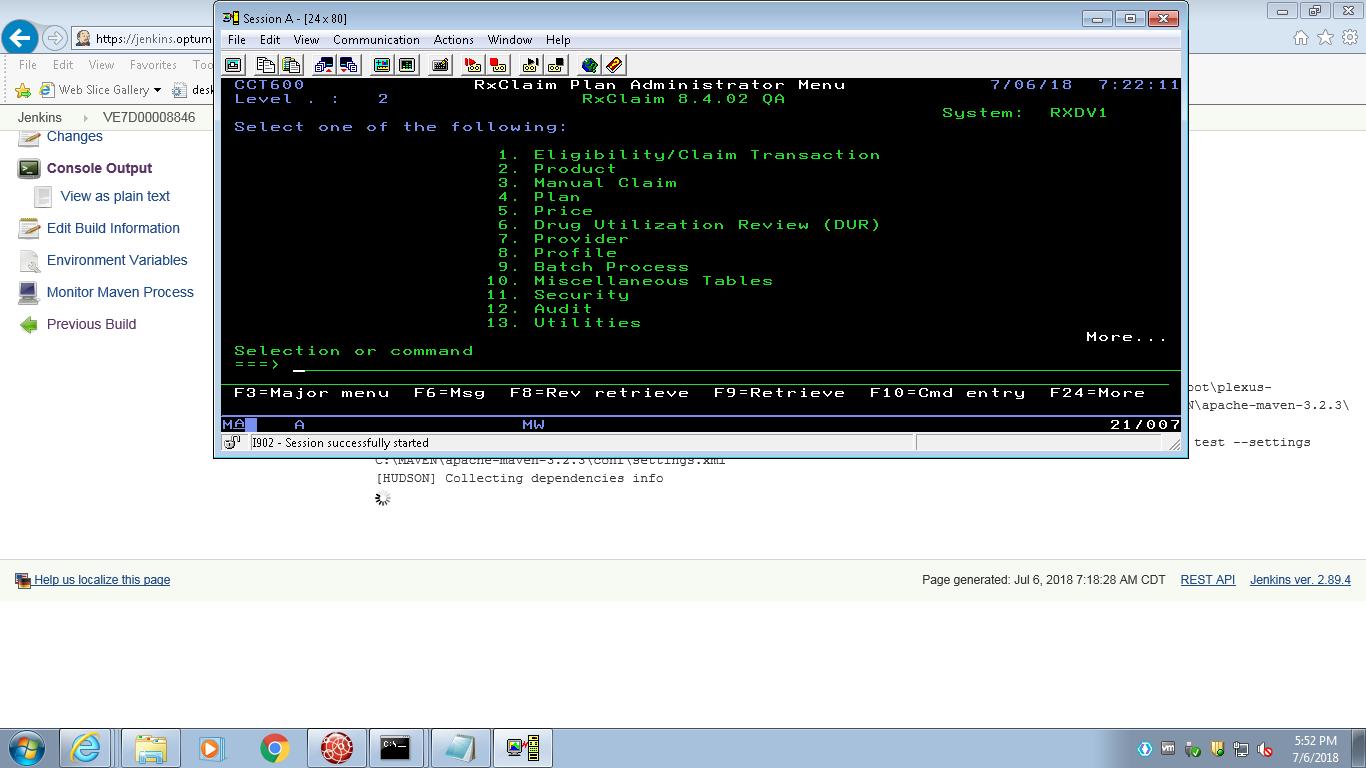 Session A - [24 x 80]
https://jenkins.optum
File Edit View Communication Actions Window Help
File Edit View Favorites Too
Web Slice Gallery
desk
Jenkins VE7D00008846
Changes
Console Output
View as plain text
Edit Build Information
Environment Variables
Monitor Maven Process
Previous Build
CCT600 RxClaim Plan Administrator Menu 7/06/18 7:22:11
Level . : 2 RxClaim 8.4.02 QA
System: RXDV1
Select one of the following:
1. Eligibility/Claim Transaction
2. Product
3. Manual Claim
4. Plan
5. Price
6. Drug Utilization Review (DUR)
7. Provider
8. Profile
9. Batch Process
10. Miscellaneous Tables
11. Security
12. Audit
13. Utilities
More...
Selection or command
===>
F3=Major menu F6=Msg F8=Rev retrieve F9=Retrieve F10=Cmd entry F24=More
MA A MW 21/007
I902 - Session successfully started
ot\plexus-
N\apache-maven-3.2.3\
test --settings
C:\MAVEN\apache-maven-3.2.3\conf\settings.xml
[HUDSON] Collecting dependencies info
Help us localize this page
Page generated: Jul 6, 2018 7:18:28 AM CDT REST API Jenkins ver. 2.89.4
C:\
vm
5:52 PM
7/6/2018